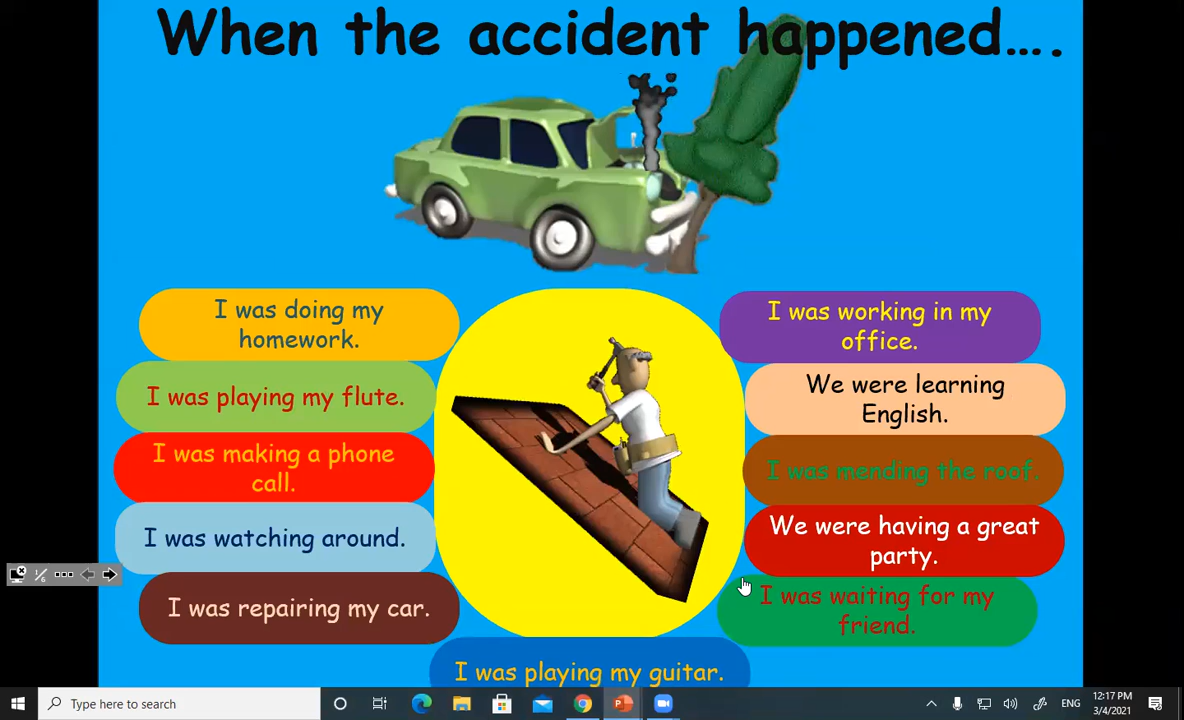 When the accident happened….
I was doing my
homework.
I was playing my flute.
I was making a phone
call.
I was watching around.
I was repairing my car.
I was working in my
office.
We were learning
English.
I was mending the roof.
We were having a great
party.
I was waiting for my
friend.
I was playing my guitar.
Type here to search
ENG
12:17 PM
3/4/2021